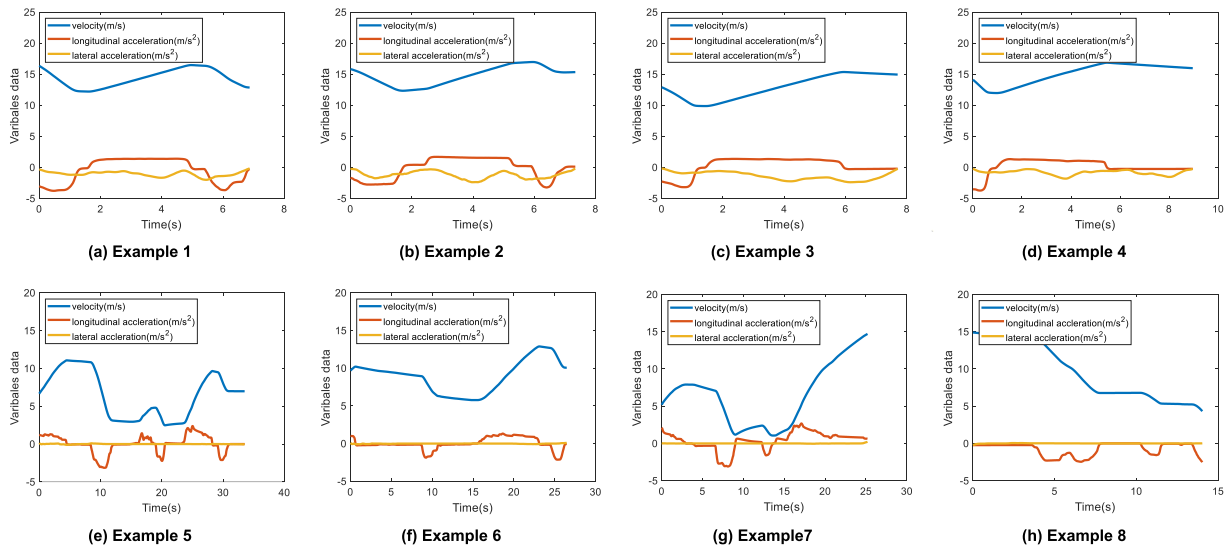 25
20
15
10
5
0
-5
Varibales data
velocity(m/s)
longitudinal accleration(m/s²)
lateral accleration(m/s²)
0 2 4 6 8
Time(s)
(a) Example 1
25
20
15
10
5
0
-5
Varibales data
velocity(m/s)
longitudinal accleration(m/s²)
lateral accleration(m/s²)
0 2 4 6 8
Time(s)
(b) Example 2
25
20
15
10
5
0
-5
Varibales data
velocity(m/s)
longitudinal accleration(m/s²)
lateral accleration(m/s²)
0 2 4 6 8
Time(s)
(c) Example 3
25
20
15
10
5
0
-5
Varibales data
velocity(m/s)
longitudinal accleration(m/s²)
lateral accleration(m/s²)
0 2 4 6 8 10
Time(s)
(d) Example 4
20
15
10
5
0
-5
Varibales data
velocity(m/s)
longitudinal accleration(m/s²)
lateral accleration(m/s²)
0 10 20 30 40
Time(s)
(e) Example 5
20
15
10
5
0
-5
Varibales data
velocity(m/s)
longitudinal accleration(m/s²)
lateral accleration(m/s²)
0 5 10 15 20 25 30
Time(s)
(f) Example 6
20
15
10
5
0
-5
Varibales data
velocity(m/s)
longitudinal accleration(m/s²)
lateral accleration(m/s²)
0 5 10 15 20 25 30
Time(s)
(g) Example7
20
15
10
5
0
-5
Varibales data
velocity(m/s)
longitudinal accleration(m/s²)
lateral accleration(m/s²)
0 5 10 15
Time(s)
(h) Example 8